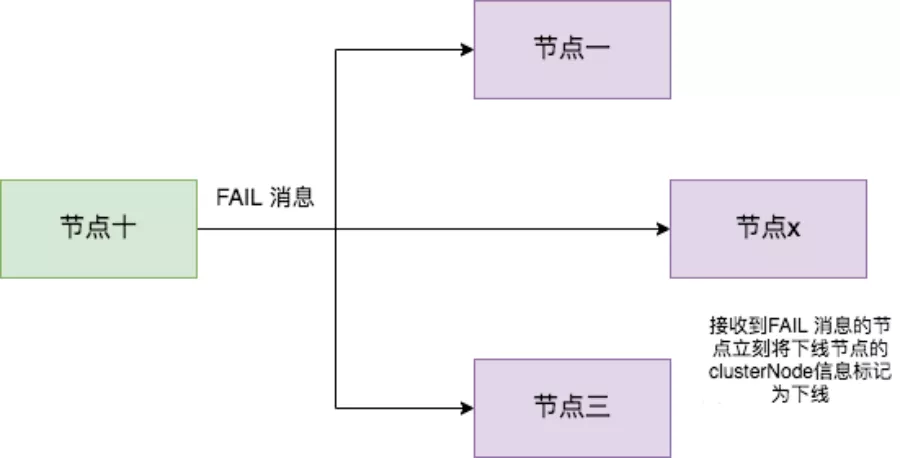 节点一
FAIL 消息
节点十
节点x
接收到FAIL 消息的节
点立刻将下线节点的
clusterNode信息标记
为下线
节点三